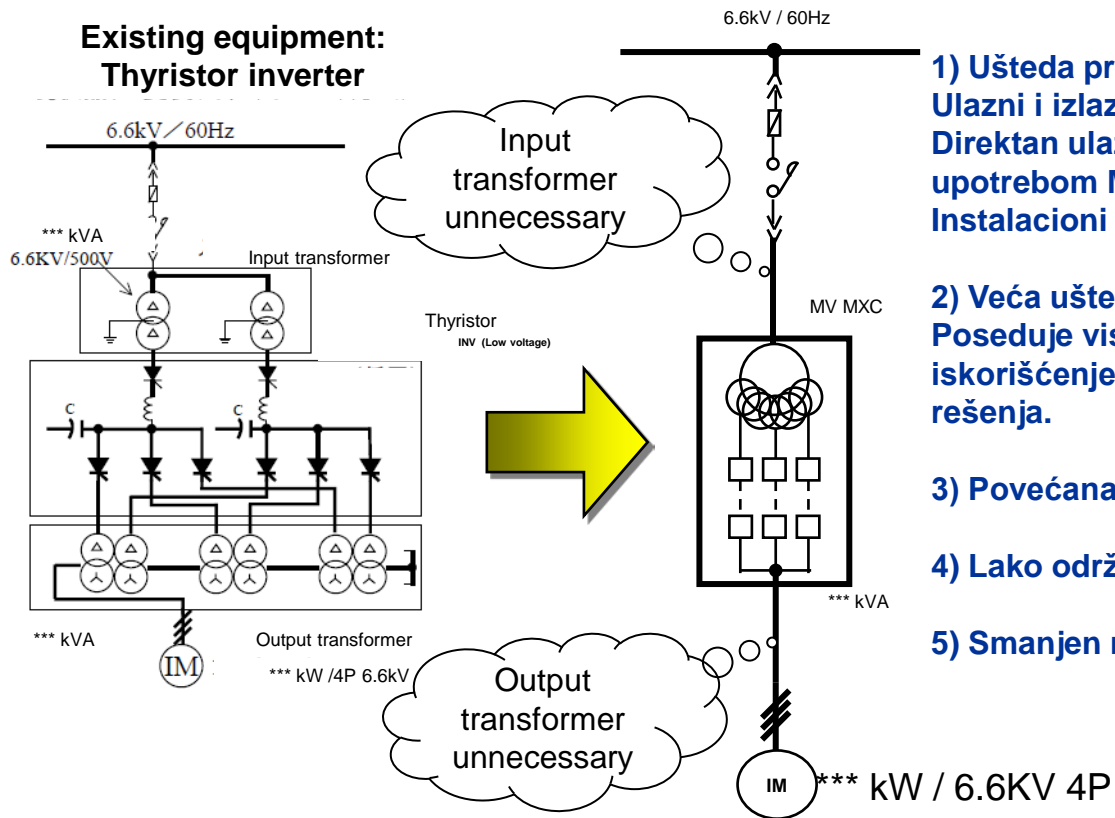 Existing equipment:
Thyristor inverter
6.6kV/60Hz
*** kVA
6.6KV/500V
Input transformer
Thyristor
INV (Low voltage)
C
C
*** kVA
Output transformer
*** kW /4P 6.6kV
IM
6.6kV / 60Hz
Input
transformer
unnecessary
MV MXC
*** kVA
Output
transformer
unnecessary
IM
*** kW / 6.6KV 4P
1) Ušteda pr
Ulazni i izlaz
Direktan ula
upotrebom
Instalacioni
2) Veća ušte
Poseduje vis
iskorišćenje
rešenja.
3) Povećana
4) Lako održ
5) Smanjen